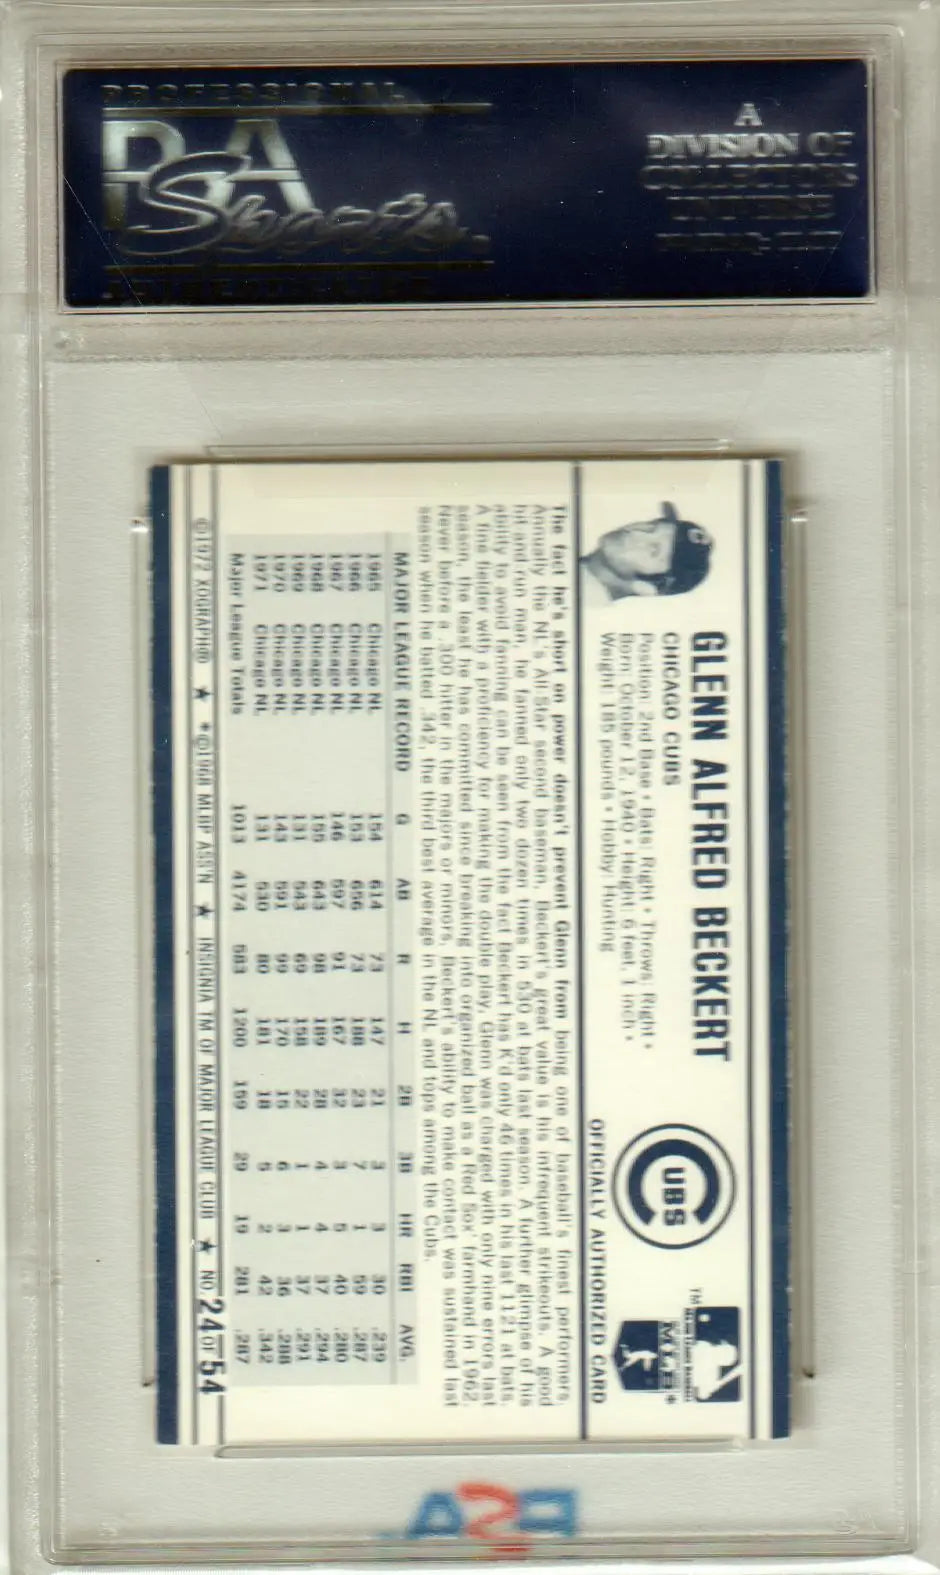 PROFESSIONAL
PSA
Sports
AUTHENTICATED
A
DIVISION OF
COLLECTORS
UNIVERSE
GLENN ALFRED BECKERT
CHICAGO CUBS
Position: 2nd Base • Bats: Right • Throws: Right •
Born: October 12, 1940 • Height: 6 feet, 1 inch •
Weight: 185 pounds • Hobby: Hunting
CUBS
TM
MLB
OFFICIALLY AUTHORIZED CARD
The fact he's short on power doesn't prevent Glenn from being one of baseball's finest performers.
Annually the NL's All Star second baseman, Beckert's great value is his infrequent strikeouts. A good
hit and run man, he fanned only two dozen times in 530 at bats last season. A further glimpse of his
ability to avoid fanning can be seen from the fact Beckert has K'd only 46 times in his last 1121 at bats.
A fine fielder with a proficiency for making the double play, Glenn was charged with only nine errors last
season, the least he has committed since breaking into organized ball as a Red Sox' farmhand in 1962.
Never before a .300 hitter in the majors or minors, Beckert's ability to make contact was sustained last
season when he batted .342, the third best average in the NL and tops among the Cubs.
MAJOR LEAGUE RECORD G AB R H 2B 3B HR RBI AVG.
1965 Chicago NL 154 614 73 147 21 3 3 30 .239
1966 Chicago NL 153 656 73 188 23 7 1 59 .287
1967 Chicago NL 146 597 91 167 32 3 5 40 .280
1968 Chicago NL 155 643 98 189 28 4 4 37 .294
1969 Chicago NL 131 543 69 158 22 1 1 37 .291
1970 Chicago NL 143 591 99 170 15 6 3 36 .288
1971 Chicago NL 131 530 80 181 18 5 2 42 .342
Major League Totals 1013 4174 583 1200 159 29 19 281 .287
©1972 XOGRAPH® ★ *©1968 MLBP ASS'N ★ INSIGNIA TM OF MAJOR LEAGUE CLUB ★ NO. 24 OF 54
PSA